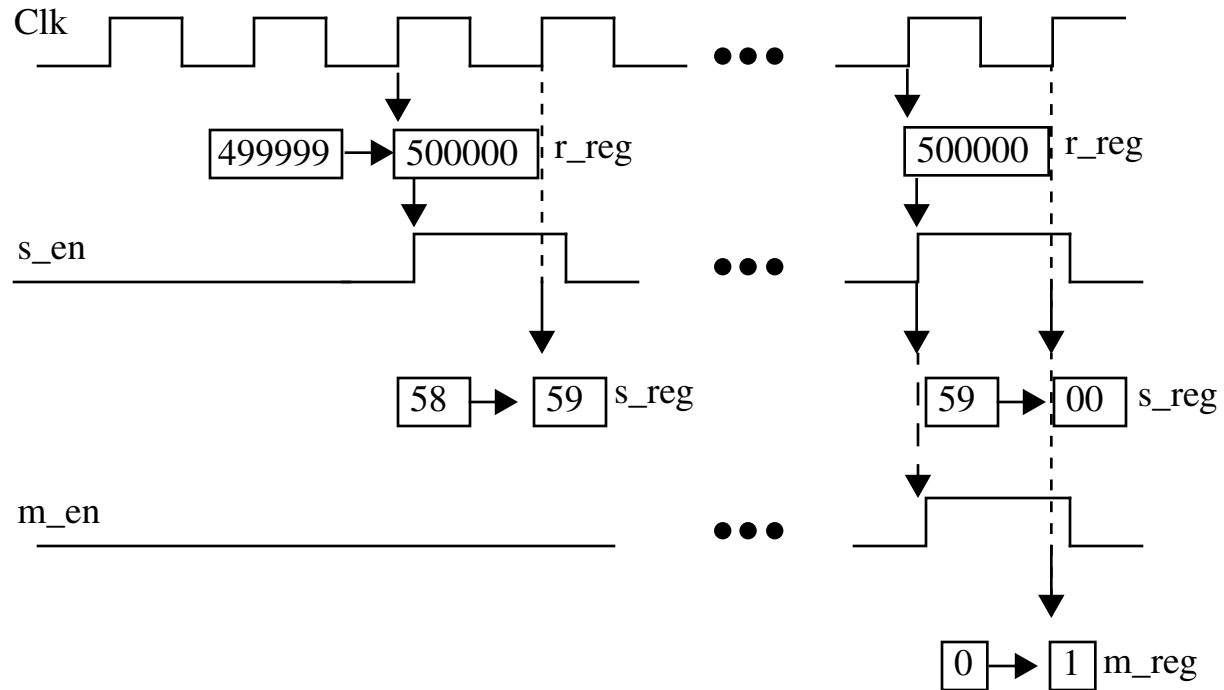 Clk
499999 500000 r_reg 500000 r_reg
s_en
58 59 s_reg 59 00 s_reg
m_en
0 1 m_reg